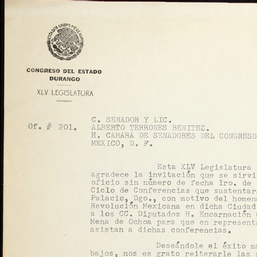 CONGRESO DEL ESTADO
DURANGO
XLV LEGISLATURA
Of. # 201.
C. SENADOR Y LIC.
ALBERTO TERRONES BENITEZ.
H. CAMARA DE SENADORES DEL CONGRESO
MEXICO, D. F.
Esta XLV Legislatura
agradece la invitación que se sirvi
oficio sin número de fecha 1ro. de
Ciclo de Conferencias que sustentar
Palacio, Dgo., con motivo del homen
Revolución Mexicana en dicha Ciudad
a los CC. Diputados H. Encarnación
Mena de Ochoa para que en representa
asistan a dichas conferencias.
Deseándole el éxito m
bajos, nos es grato reiterarle las